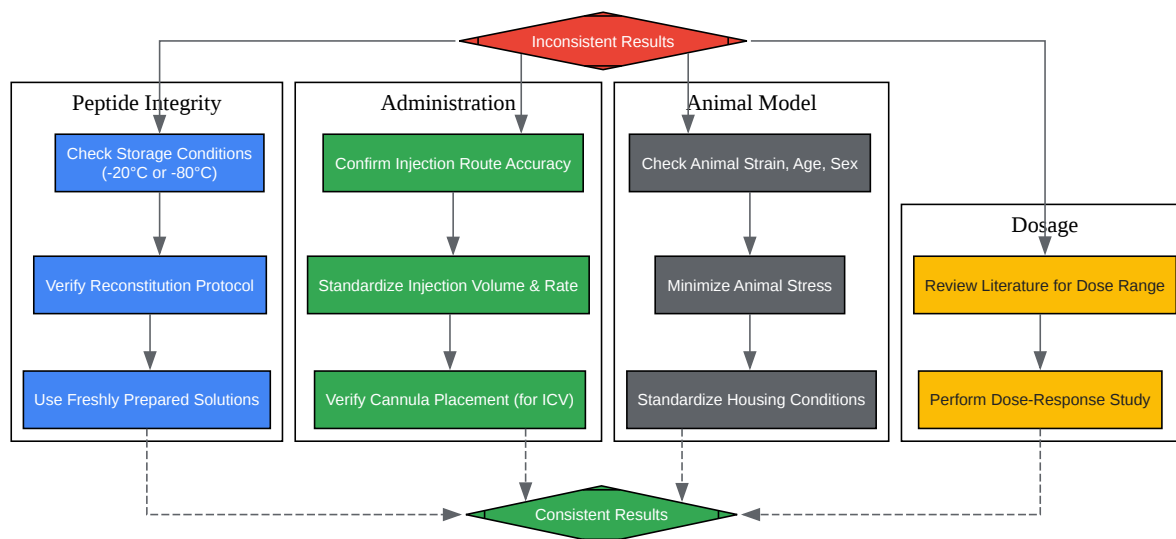 Inconsistent Results
Peptide Integrity
Check Storage Conditions
(-20°C or -80°C)
Verify Reconstitution Protocol
Use Freshly Prepared Solutions
Administration
Confirm Injection Route Accuracy
Standardize Injection Volume & Rate
Verify Cannula Placement (for ICV)
Animal Model
Check Animal Strain, Age, Sex
Minimize Animal Stress
Standardize Housing Conditions
Dosage
Review Literature for Dose Range
Perform Dose-Response Study
Consistent Results